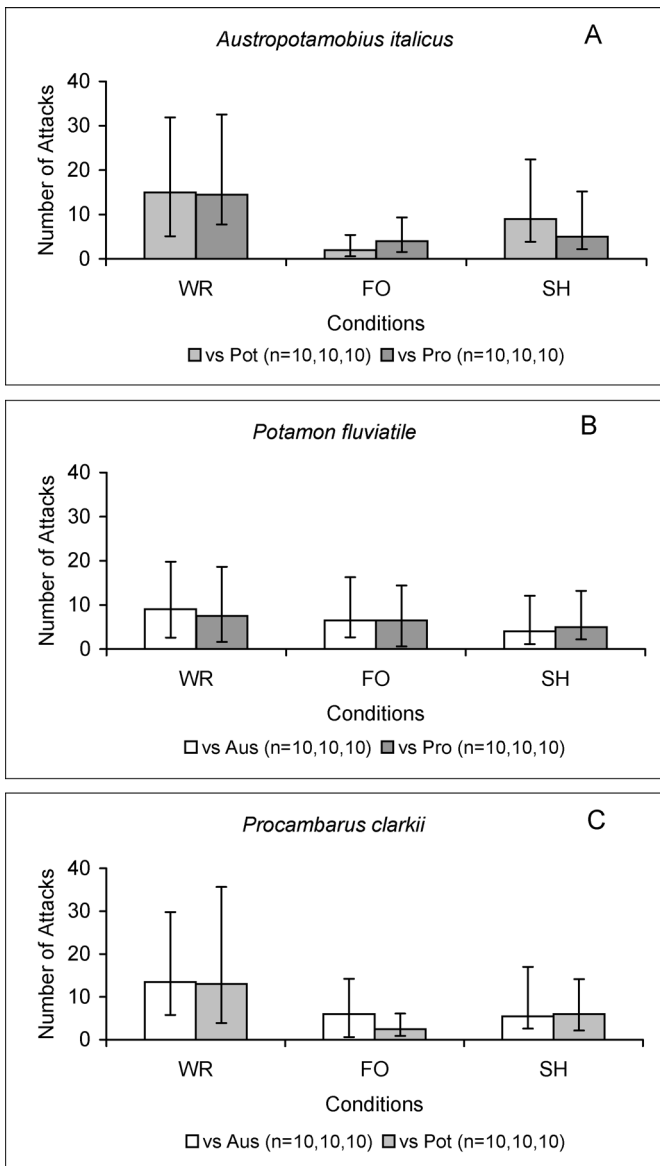 Austropotamobius italicus A
Number of Attacks
40
30
20
10
0
WR FO SH
Conditions
vs Pot (n=10,10,10) vs Pro (n=10,10,10)
Potamon fluviatile B
Number of Attacks
40
30
20
10
0
WR FO SH
Conditions
vs Aus (n=10,10,10) vs Pro (n=10,10,10)
Procambarus clarkii C
Number of Attacks
40
30
20
10
0
WR FO SH
Conditions
vs Aus (n=10,10,10) vs Pot (n=10,10,10)